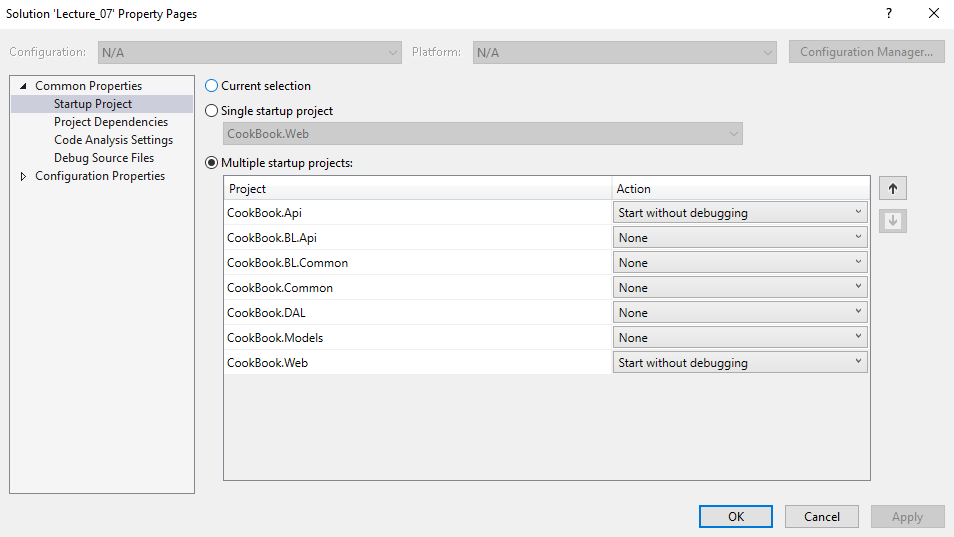 Solution 'Lecture_07' Property Pages
?
Configuration: N/A Platform: N/A Configuration Manager...
Common Properties
Startup Project
Project Dependencies
Code Analysis Settings
Debug Source Files
Configuration Properties
Current selection
Single startup project
CookBook.Web
Multiple startup projects:
Project Action
CookBook.Api Start without debugging
CookBook.BL.Api None
CookBook.BL.Common None
CookBook.Common None
CookBook.DAL None
CookBook.Models None
CookBook.Web Start without debugging
OK Cancel Apply